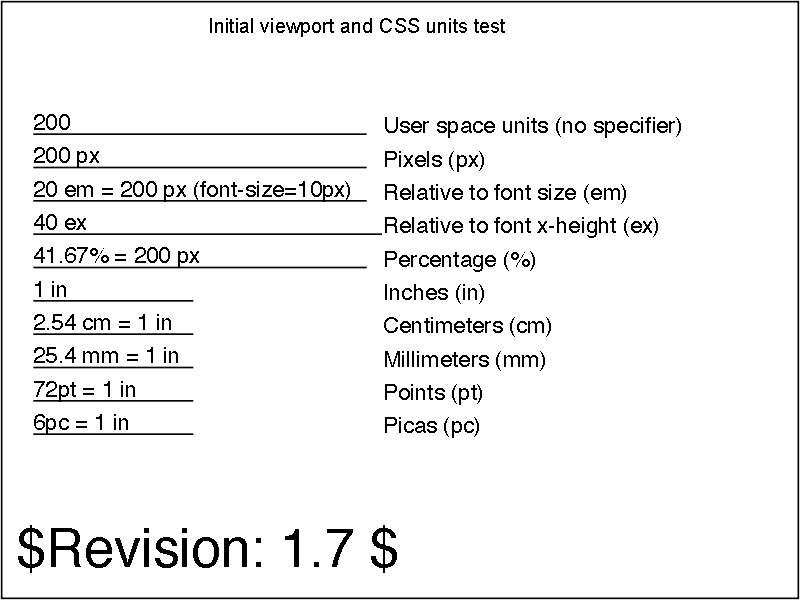 Initial viewport and CSS units test
200 User space units (no specifier)
200 px Pixels (px)
20 em = 200 px (font-size=10px) Relative to font size (em)
40 ex Relative to font x-height (ex)
41.67% = 200 px Percentage (%)
1 in Inches (in)
2.54 cm = 1 in Centimeters (cm)
25.4 mm = 1 in Millimeters (mm)
72pt = 1 in Points (pt)
6pc = 1 in Picas (pc)
$Revision: 1.7 $